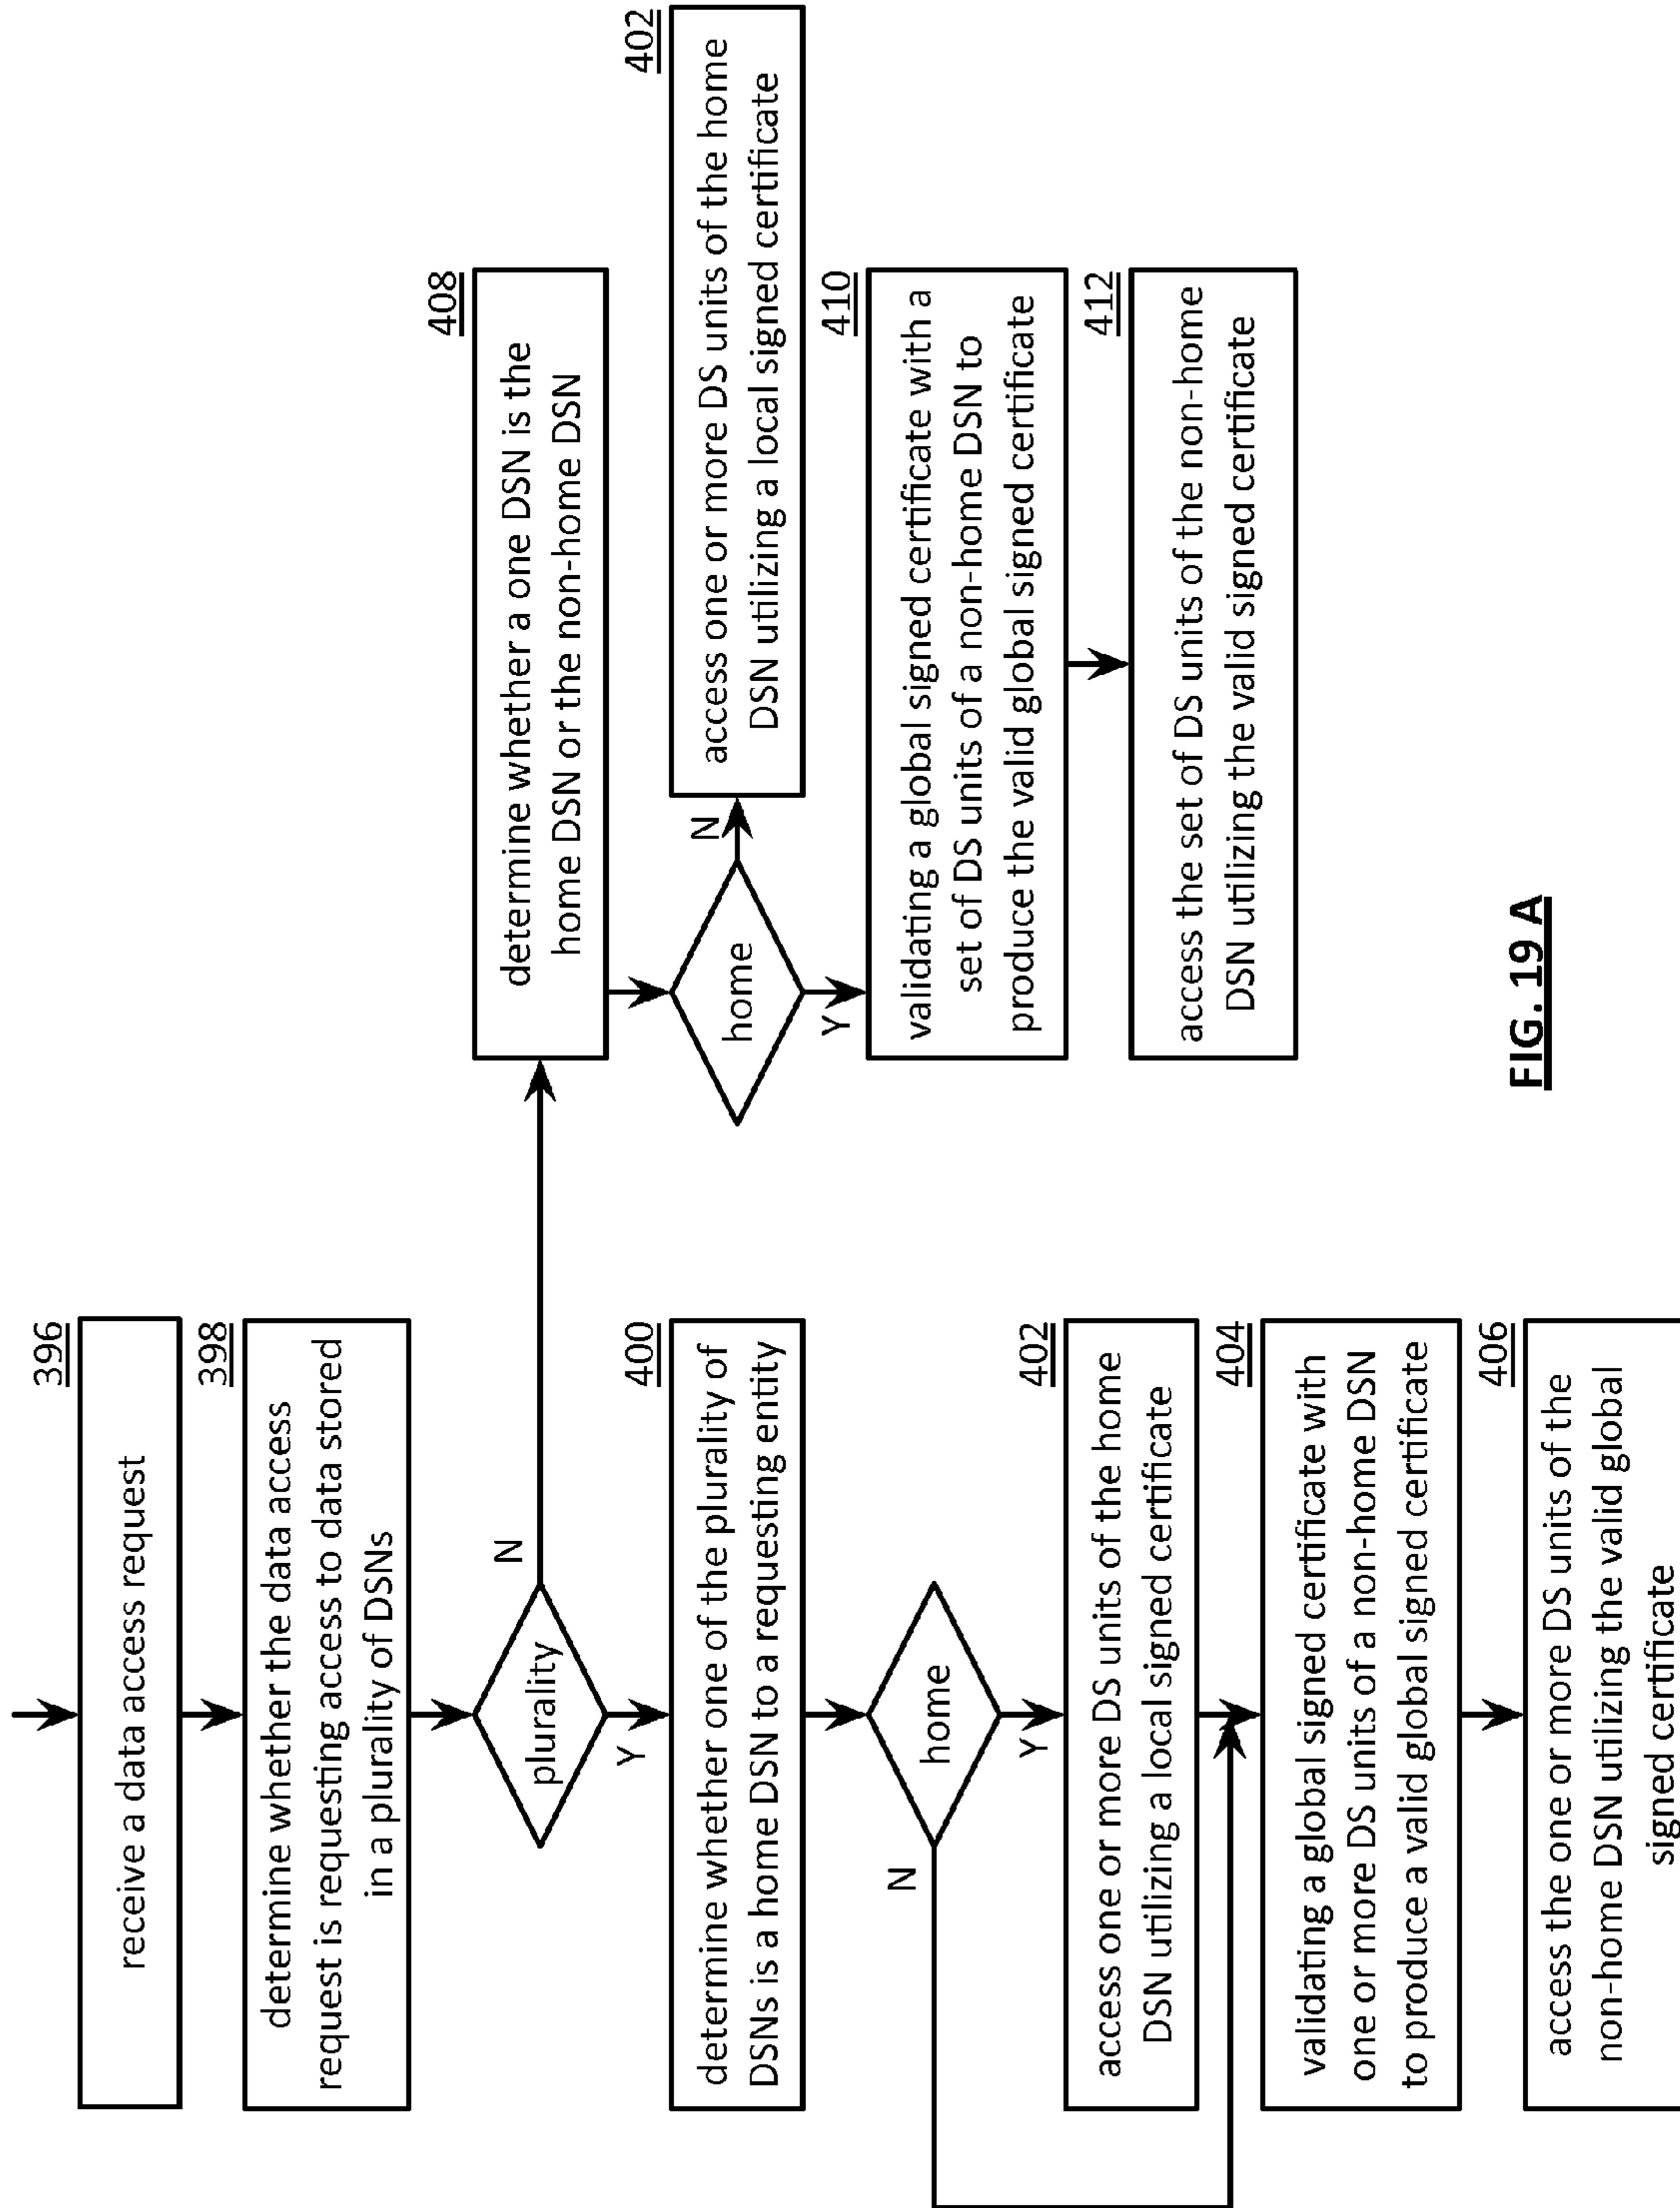 396
receive a data access request
398
determine whether the data access
request is requesting access to data stored
in a plurality of DSNs
plurality
N
Y
400
determine whether one of the plurality of
DSNs is a home DSN to a requesting entity
home
N
Y
402
access one or more DS units of the home
DSN utilizing a local signed certificate
404
validating a global signed certificate with
one or more DS units of a non-home DSN
to produce a valid global signed certificate
406
access the one or more DS units of the
non-home DSN utilizing the valid global
signed certificate
408
determine whether a one DSN is the
home DSN or the non-home DSN
home
N
Y
402
access one or more DS units of the home
DSN utilizing a local signed certificate
410
validating a global signed certificate with a
set of DS units of a non-home DSN to
produce the valid global signed certificate
412
access the set of DS units of the non-home
DSN utilizing the valid signed certificate
FIG. 19 A